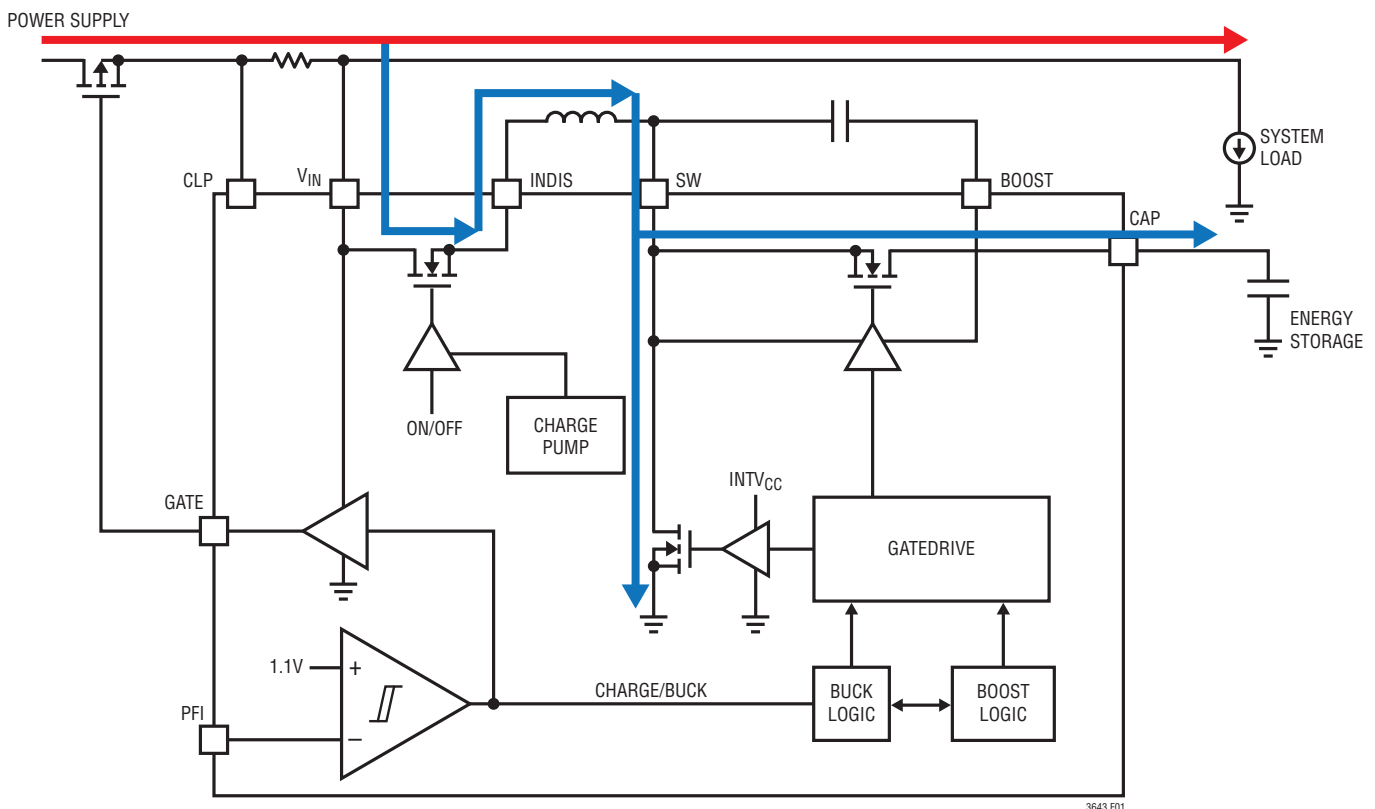 POWER SUPPLY
SYSTEM
LOAD
CLP
VIN
INDIS
SW
BOOST
CAP
ENERGY
STORAGE
ON/OFF
CHARGE
PUMP
INTVCC
GATE
GATEDRIVE
1.1V
+
−
PFI
CHARGE/BUCK
BUCK
LOGIC
BOOST
LOGIC
3643 F01